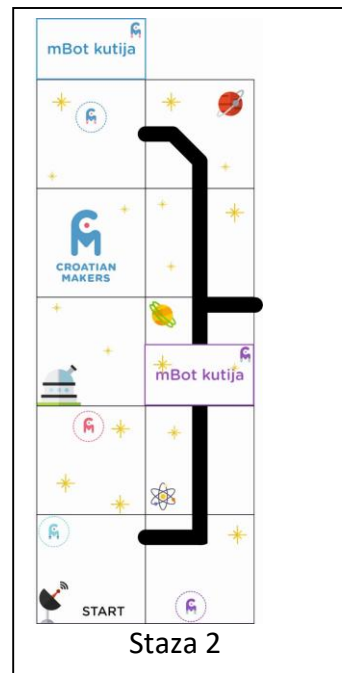 mBot kutija
CROATIAN
MAKERS
mBot kutija
START
Staza 2